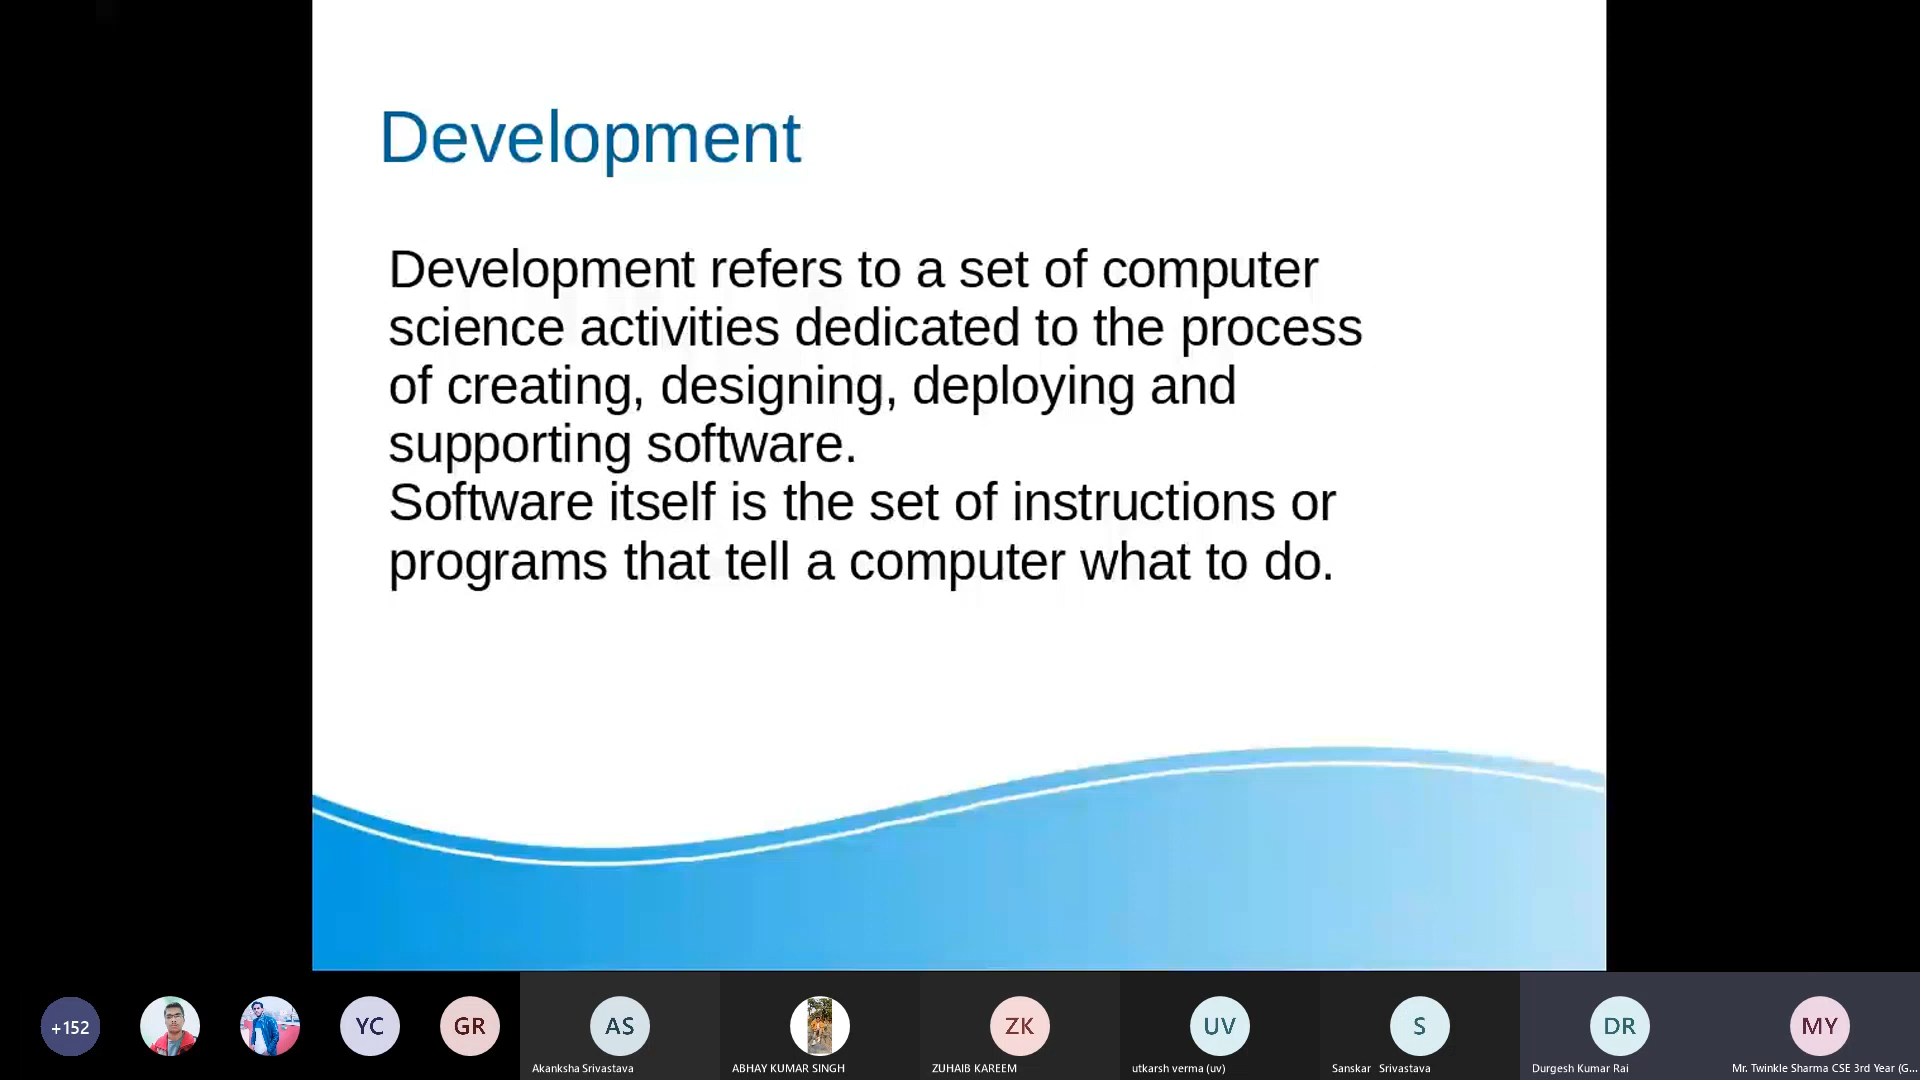 Development
Development refers to a set of computer
science activities dedicated to the process
of creating, designing, deploying and
supporting software.
Software itself is the set of instructions or
programs that tell a computer what to do.
+152
YC
GR
AS
ZK
UV
S
DR
MY
Akanksha Srivastava
ABHAY KUMAR SINGH
ZUHAIB KAREEM
utkarsh verma (uv)
Sanskar Srivastava
Durgesh Kumar Rai
Mr. Twinkle Sharma CSE 3rd Year (G...